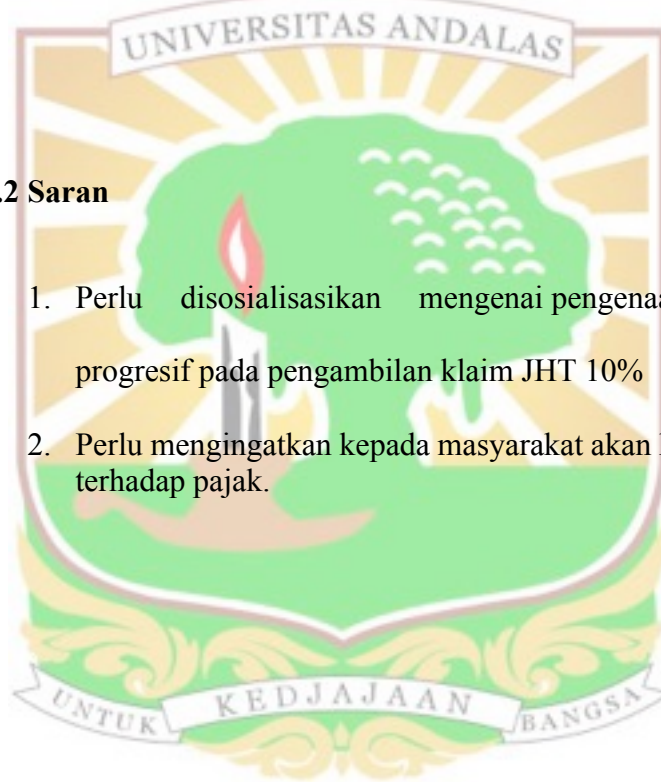 UNIVERSITAS ANDALAS
.2 Saran
1. Perlu disosialisasikan mengenai pengenaa
progresif pada pengambilan klaim JHT 10%
2. Perlu mengingatkan kepada masyarakat akan
terhadap pajak.
UNTUK KEDJAJAAN BANGSA